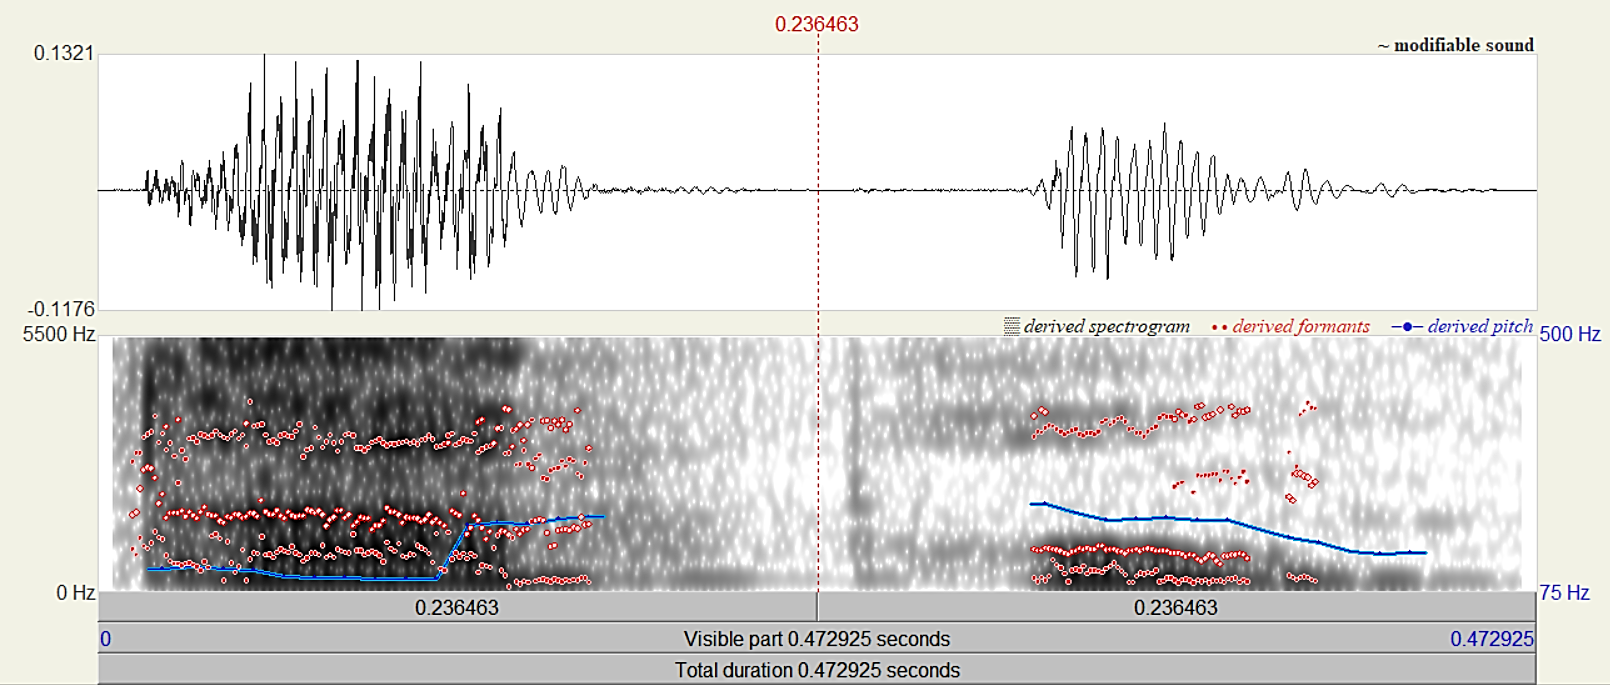 0.236463
0.1321
~ modifiable sound
-0.1176
derived spectrogram derived formants derived pitch
5500 Hz 500 Hz
0 Hz 75 Hz
0.236463 0.236463
0 Visible part 0.472925 seconds 0.472925
Total duration 0.472925 seconds